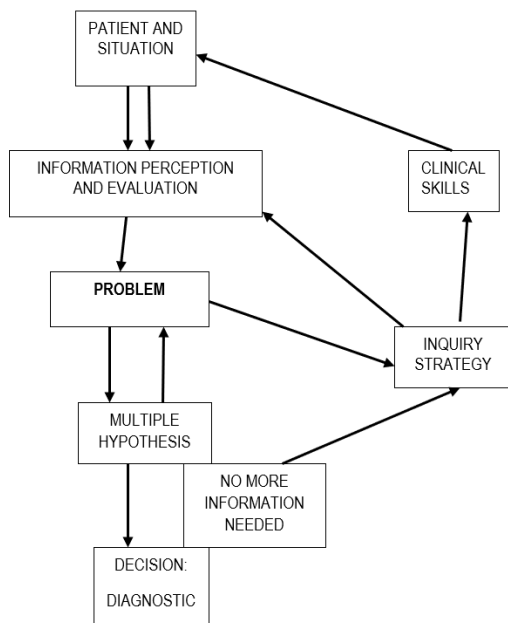 PATIENT AND
SITUATION
INFORMATION PERCEPTION
AND EVALUATION
CLINICAL
SKILLS
PROBLEM
INQUIRY
STRATEGY
MULTIPLE
HYPOTHESIS
NO MORE
INFORMATION
NEEDED
DECISION:
DIAGNOSTIC